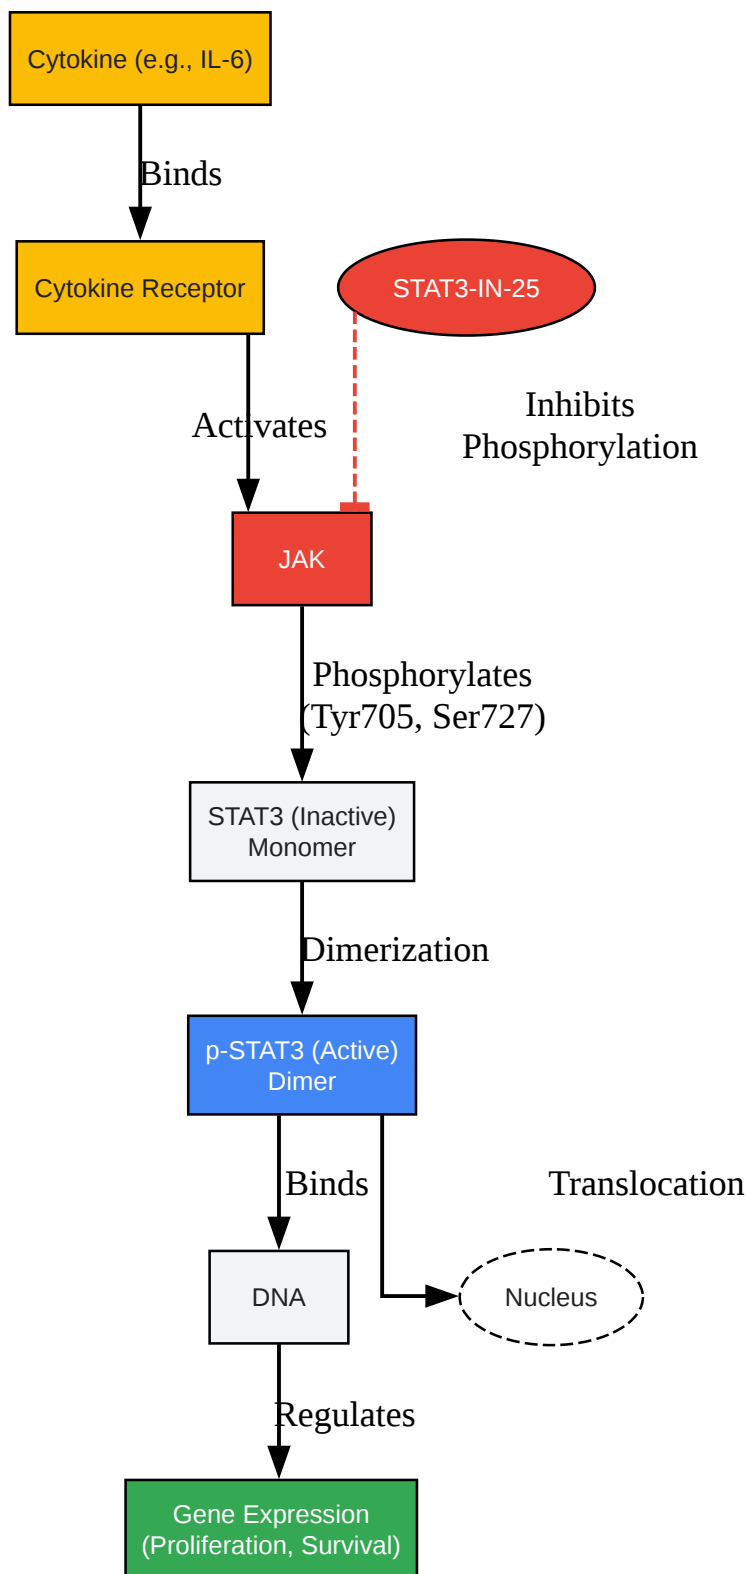 Cytokine (e.g., IL-6)
Binds
Cytokine Receptor
STAT3-IN-25
Activates
Inhibits
Phosphorylation
JAK
Phosphorylates
(Tyr705, Ser727)
STAT3 (Inactive)
Monomer
Dimerization
p-STAT3 (Active)
Dimer
Binds
Translocation
DNA
Nucleus
Regulates
Gene Expression
(Proliferation, Survival)